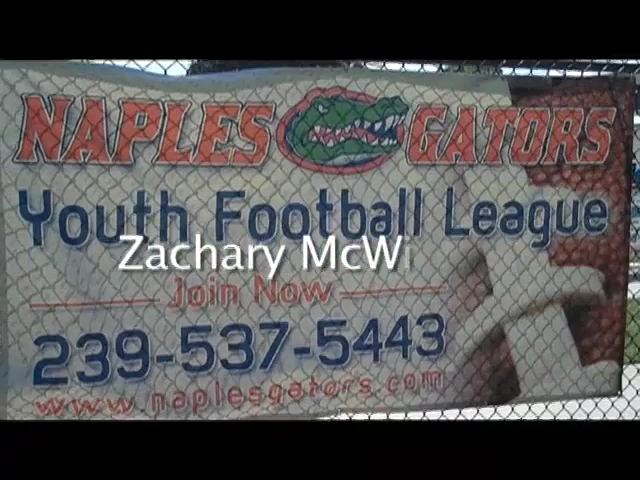 NAPLES GATORS
Youth Football League
Zachary McWi
Join Now
239-537-5443
www.naplesgators.com